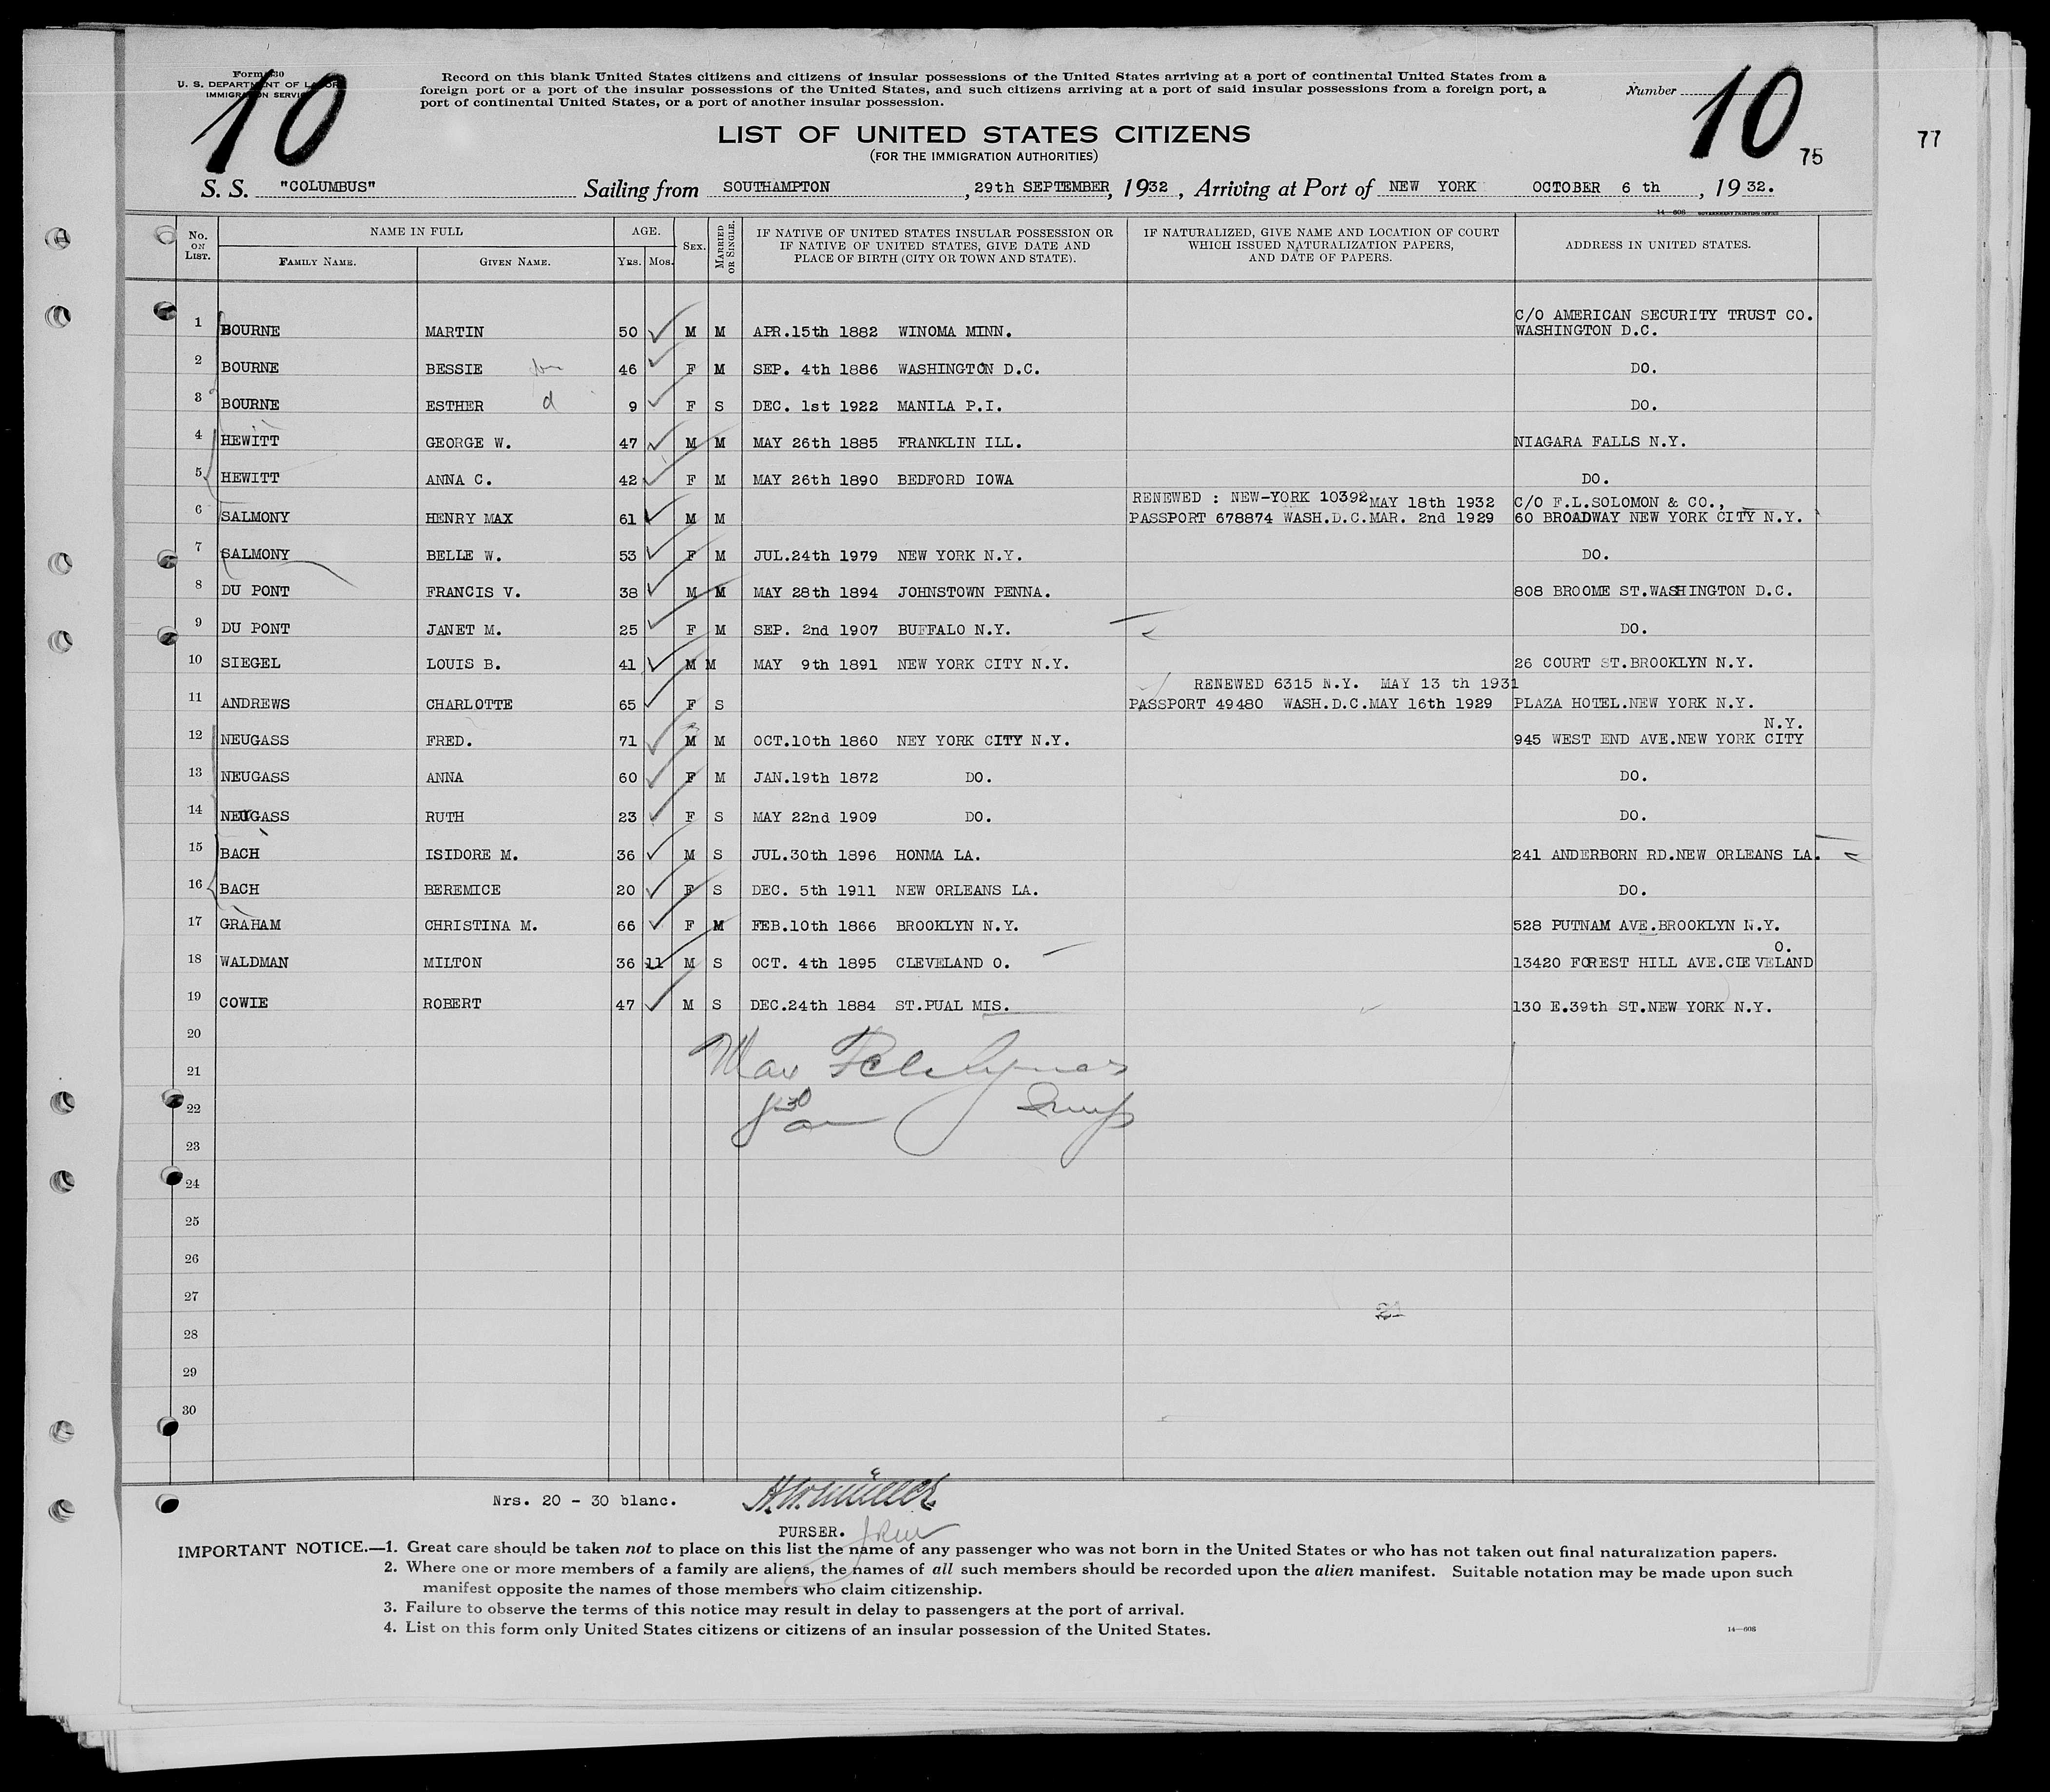 10
Form 630
U. S. DEPARTMENT OF LABOR
IMMIGRATION SERVICE
Record on this blank United States citizens and citizens of insular possessions of the United States arriving at a port of continental United States from a
foreign port or a port of the insular possessions of the United States, and such citizens arriving at a port of said insular possessions from a foreign port, a
port of continental United States, or a port of another insular possession.
Number 10
75
77
LIST OF UNITED STATES CITIZENS
(FOR THE IMMIGRATION AUTHORITIES)
S. S. "COLUMBUS" Sailing from SOUTHAMPTON, 29th SEPTEMBER, 1932, Arriving at Port of NEW YORK OCTOBER 6 th, 1932.
14—608 GOVERNMENT PRINTING OFFICE
No. ON LIST. NAME IN FULL FAMILY NAME. GIVEN NAME. AGE. YRS. MOS. SEX. MARRIED OR SINGLE. IF NATIVE OF UNITED STATES INSULAR POSSESSION OR IF NATIVE OF UNITED STATES, GIVE DATE AND PLACE OF BIRTH (CITY OR TOWN AND STATE). IF NATURALIZED, GIVE NAME AND LOCATION OF COURT WHICH ISSUED NATURALIZATION PAPERS, AND DATE OF PAPERS. ADDRESS IN UNITED STATES.
C/O AMERICAN SECURITY TRUST CO.
1 BOURNE MARTIN 50 M M APR.15th 1882 WINOMA MINN. WASHINGTON D.C.
2 BOURNE BESSIE 46 F M SEP. 4th 1886 WASHINGTON D.C. DO.
3 BOURNE ESTHER d 9 F S DEC. 1st 1922 MANILA P.I. DO.
4 HEWITT GEORGE W. 47 M M MAY 26th 1885 FRANKLIN ILL. NIAGARA FALLS N.Y.
5 HEWITT ANNA C. 42 F M MAY 26th 1890 BEDFORD IOWA DO.
RENEWED : NEW-YORK 10392 MAY 18th 1932 C/O F.L.SOLOMON & CO.,
6 SALMONY HENRY MAX 61 M M PASSPORT 678874 WASH.D.C.MAR. 2nd 1929 60 BROADWAY NEW YORK CITY N.Y.
7 SALMONY BELLE W. 53 F M JUL.24th 1979 NEW YORK N.Y. DO.
8 DU PONT FRANCIS V. 38 M M MAY 28th 1894 JOHNSTOWN PENNA. 808 BROOME ST.WASHINGTON D.C.
9 DU PONT JANET M. 25 F M SEP. 2nd 1907 BUFFALO N.Y. DO.
10 SIEGEL LOUIS B. 41 M M MAY 9th 1891 NEW YORK CITY N.Y. 26 COURT ST.BROOKLYN N.Y.
RENEWED 6315 N.Y. MAY 13 th 1931
11 ANDREWS CHARLOTTE 65 F S PASSPORT 49480 WASH.D.C.MAY 16th 1929 PLAZA HOTEL.NEW YORK N.Y.
N.Y.
12 NEUGASS FRED. 71 M M OCT.10th 1860 NEY YORK CITY N.Y. 945 WEST END AVE.NEW YORK CITY
13 NEUGASS ANNA 60 F M JAN.19th 1872 DO. DO.
14 NEUGASS RUTH 23 F S MAY 22nd 1909 DO. DO.
15 BACH ISIDORE M. 36 M S JUL.30th 1896 HONMA LA. 241 ANDERBORN RD.NEW ORLEANS LA.
16 BACH BEREMICE 20 F S DEC. 5th 1911 NEW ORLEANS LA. DO.
17 GRAHAM CHRISTINA M. 66 F M FEB.10th 1866 BROOKLYN N.Y. 528 PUTNAM AVE.BROOKLYN N.Y.
O.
18 WALDMAN MILTON 36 11 M S OCT. 4th 1895 CLEVELAND O. 13420 FOREST HILL AVE.CLEVELAND
19 COWIE ROBERT 47 M S DEC.24th 1884 ST.PUAL MIS. 130 E.39th ST.NEW YORK N.Y.
20
21 Max
22
23
24
25
26
27
28
29
30
Nrs. 20 - 30 blanc.
PURSER.
IMPORTANT NOTICE.—1. Great care should be taken not to place on this list the name of any passenger who was not born in the United States or who has not taken out final naturalization papers.
2. Where one or more members of a family are aliens, the names of all such members should be recorded upon the alien manifest. Suitable notation may be made upon such
manifest opposite the names of those members who claim citizenship.
3. Failure to observe the terms of this notice may result in delay to passengers at the port of arrival.
4. List on this form only United States citizens or citizens of an insular possession of the United States.
14—608